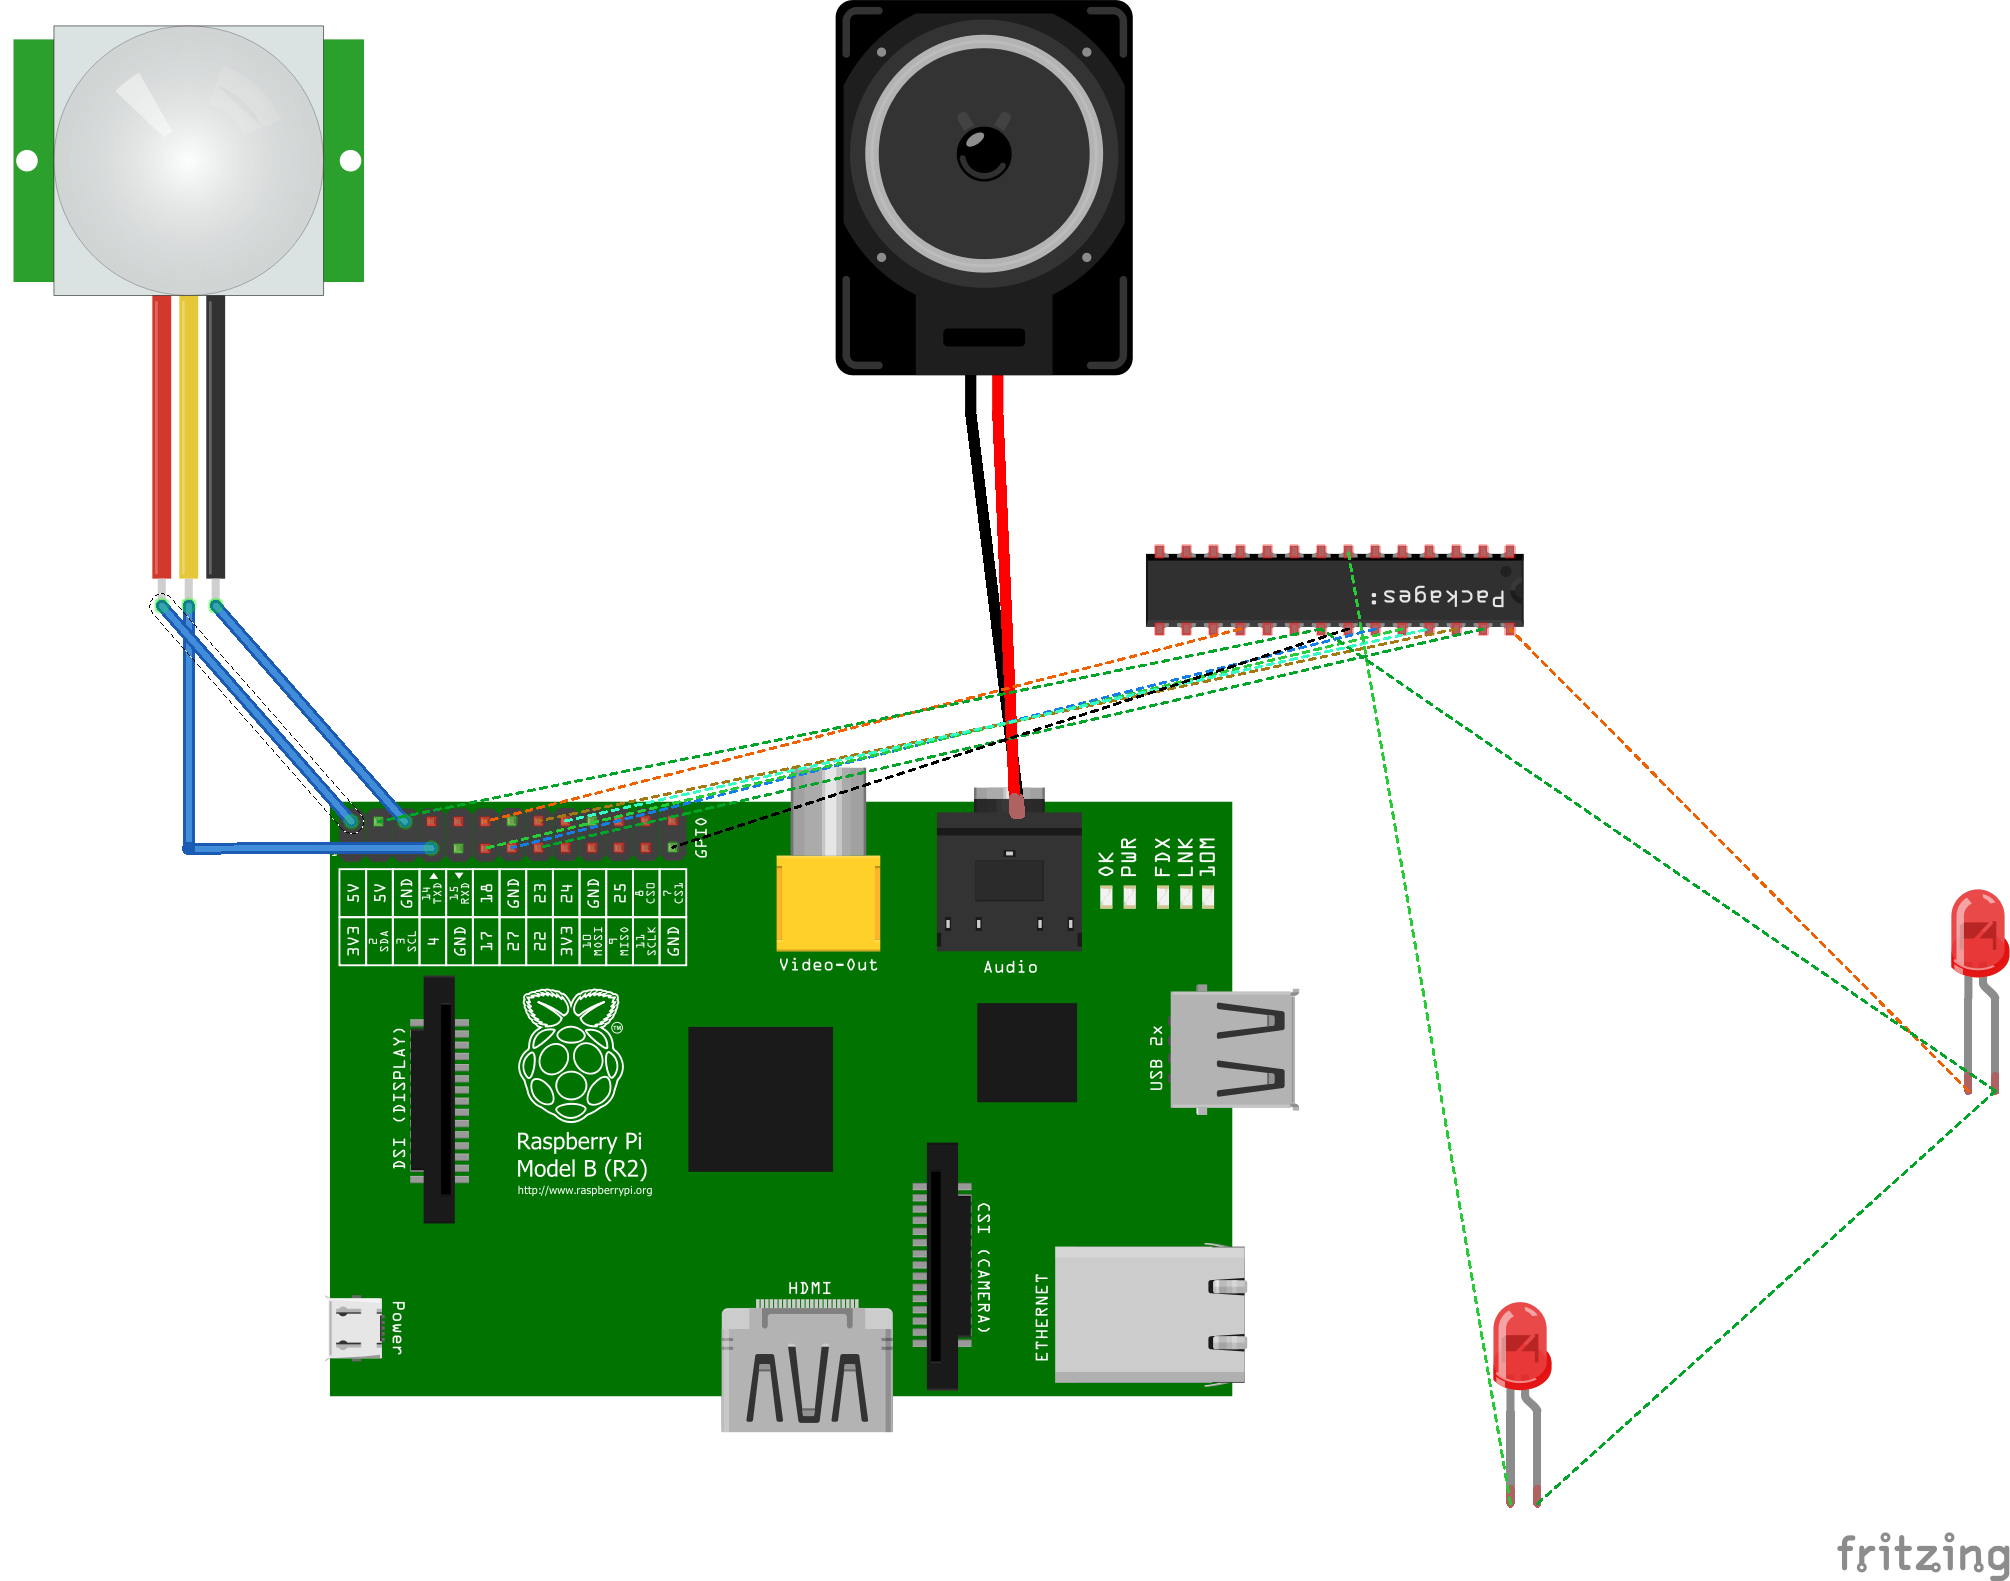 Packages:
GPIO
5V 5V GND 14 TXD 15 RXD 18 GND 23 24 GND 25 8 CS0 7 CS1
3V3 2 SDA 3 SCL 4 GND 17 27 22 3V3 10 MOSI 9 MISO 11 SCLK GND
Video-Out
Audio
OK PWR FDX LNK 10M
DSI (DISPLAY)
TM
Raspberry Pi
Model B (R2)
http://www.raspberrypi.org
USB 2x
CSI (CAMERA)
ETHERNET
HDMI
Power
fritzing